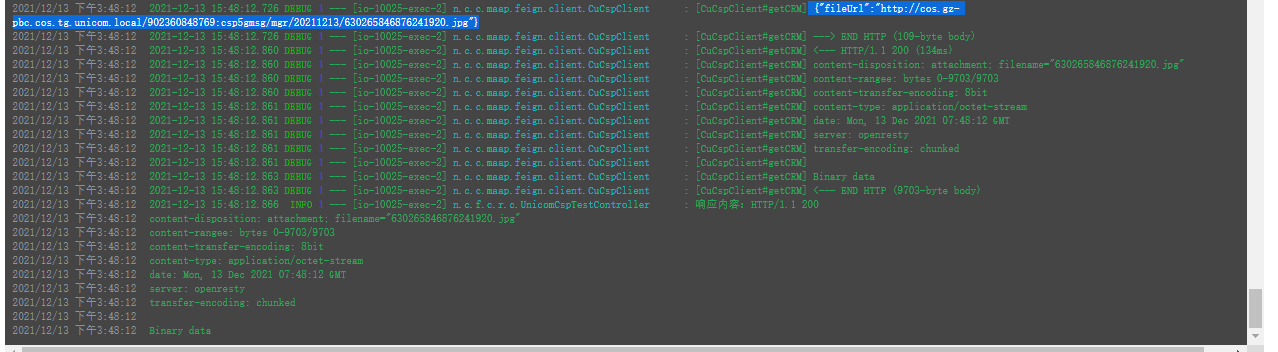 2021/12/13 下午3:48:12 2021-12-13 15:48:12.726 DEBUG 1 --- [io-10025-exec-2] n.c.c.maap.feign.client.CuCspClient : [CuCspClient#getCRM] {"fileUrl":"http://cos.gz-
pbc.cos.tg.unicom.local/902360848769:csp5gmsg/mgr/20211213/630265846876241920.jpg"}
2021/12/13 下午3:48:12 2021-12-13 15:48:12.726 DEBUG 1 --- [io-10025-exec-2] n.c.c.maap.feign.client.CuCspClient : [CuCspClient#getCRM] ---> END HTTP (109-byte body)
2021/12/13 下午3:48:12 2021-12-13 15:48:12.860 DEBUG 1 --- [io-10025-exec-2] n.c.c.maap.feign.client.CuCspClient : [CuCspClient#getCRM] <--- HTTP/1.1 200 (134ms)
2021/12/13 下午3:48:12 2021-12-13 15:48:12.860 DEBUG 1 --- [io-10025-exec-2] n.c.c.maap.feign.client.CuCspClient : [CuCspClient#getCRM] content-disposition: attachment; filename="630265846876241920.jpg"
2021/12/13 下午3:48:12 2021-12-13 15:48:12.860 DEBUG 1 --- [io-10025-exec-2] n.c.c.maap.feign.client.CuCspClient : [CuCspClient#getCRM] content-rangee: bytes 0-9703/9703
2021/12/13 下午3:48:12 2021-12-13 15:48:12.860 DEBUG 1 --- [io-10025-exec-2] n.c.c.maap.feign.client.CuCspClient : [CuCspClient#getCRM] content-transfer-encoding: 8bit
2021/12/13 下午3:48:12 2021-12-13 15:48:12.861 DEBUG 1 --- [io-10025-exec-2] n.c.c.maap.feign.client.CuCspClient : [CuCspClient#getCRM] content-type: application/octet-stream
2021/12/13 下午3:48:12 2021-12-13 15:48:12.861 DEBUG 1 --- [io-10025-exec-2] n.c.c.maap.feign.client.CuCspClient : [CuCspClient#getCRM] date: Mon, 13 Dec 2021 07:48:12 GMT
2021/12/13 下午3:48:12 2021-12-13 15:48:12.861 DEBUG 1 --- [io-10025-exec-2] n.c.c.maap.feign.client.CuCspClient : [CuCspClient#getCRM] server: openresty
2021/12/13 下午3:48:12 2021-12-13 15:48:12.861 DEBUG 1 --- [io-10025-exec-2] n.c.c.maap.feign.client.CuCspClient : [CuCspClient#getCRM] transfer-encoding: chunked
2021/12/13 下午3:48:12 2021-12-13 15:48:12.861 DEBUG 1 --- [io-10025-exec-2] n.c.c.maap.feign.client.CuCspClient : [CuCspClient#getCRM]
2021/12/13 下午3:48:12 2021-12-13 15:48:12.863 DEBUG 1 --- [io-10025-exec-2] n.c.c.maap.feign.client.CuCspClient : [CuCspClient#getCRM] Binary data
2021/12/13 下午3:48:12 2021-12-13 15:48:12.863 DEBUG 1 --- [io-10025-exec-2] n.c.c.maap.feign.client.CuCspClient : [CuCspClient#getCRM] <--- END HTTP (9703-byte body)
2021/12/13 下午3:48:12 2021-12-13 15:48:12.866 INFO 1 --- [io-10025-exec-2] n.c.f.c.r.c.UnicomCspTestController : 响应内容：HTTP/1.1 200
2021/12/13 下午3:48:12 content-disposition: attachment; filename="630265846876241920.jpg"
2021/12/13 下午3:48:12 content-rangee: bytes 0-9703/9703
2021/12/13 下午3:48:12 content-transfer-encoding: 8bit
2021/12/13 下午3:48:12 content-type: application/octet-stream
2021/12/13 下午3:48:12 date: Mon, 13 Dec 2021 07:48:12 GMT
2021/12/13 下午3:48:12 server: openresty
2021/12/13 下午3:48:12 transfer-encoding: chunked
2021/12/13 下午3:48:12
2021/12/13 下午3:48:12 Binary data